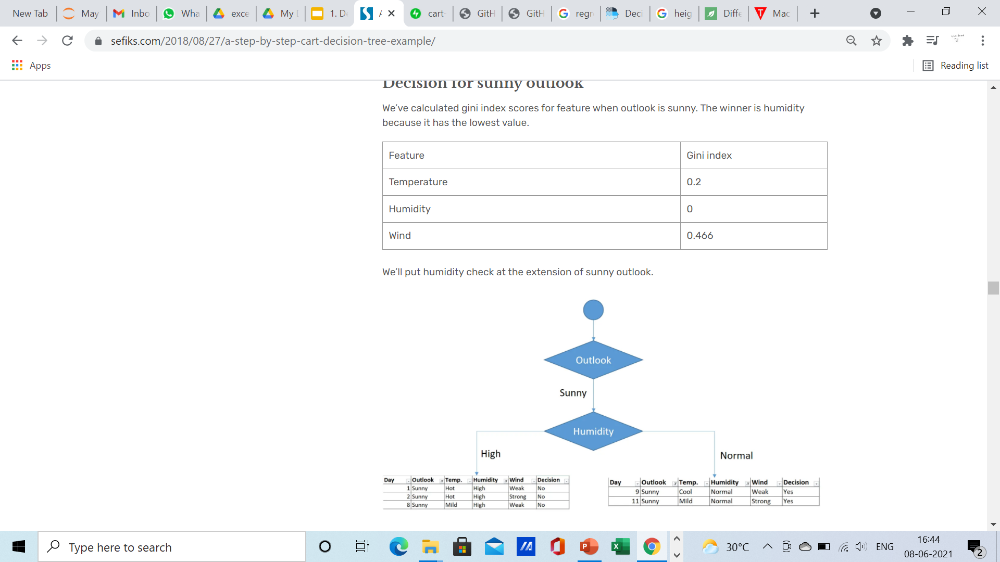 New Tab
May
Inbo
Wha
exce
My
1. D
cart-
GitH
GitH
regr
Deci
heig
Diffe
Mac
sefiks.com/2018/08/27/a-step-by-step-cart-decision-tree-example/
Apps
Reading list
Decision for sunny outlook
We've calculated gini index scores for feature when outlook is sunny. The winner is humidity
because it has the lowest value.
Feature Gini index
Temperature 0.2
Humidity 0
Wind 0.466
We'll put humidity check at the extension of sunny outlook.
Outlook
Sunny
Humidity
High
Normal
Day Outlook Temp. Humidity Wind Decision
1 Sunny Hot High Weak No
2 Sunny Hot High Strong No
8 Sunny Mild High Weak No
Day Outlook Temp. Humidity Wind Decision
9 Sunny Cool Normal Weak Yes
11 Sunny Mild Normal Strong Yes
Type here to search
30°C
ENG
16:44
08-06-2021
2